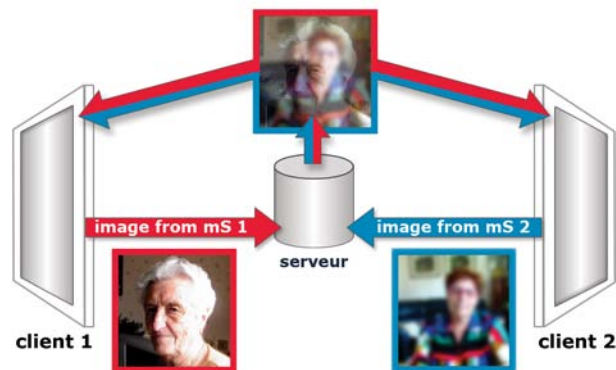 image from mS 1
image from mS 2
serveur
client 1
client 2